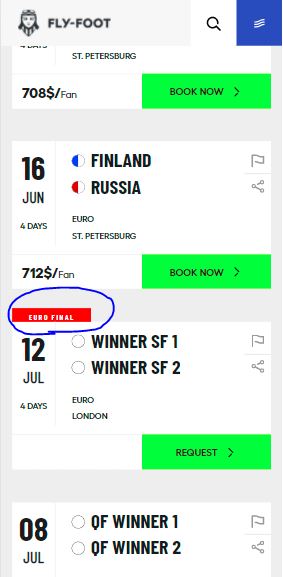 FLY-FOOT
ST. PETERSBURG
708$/Fan
BOOK NOW
16
JUN
4 DAYS
FINLAND
RUSSIA
EURO
ST. PETERSBURG
712$/Fan
BOOK NOW
EURO FINAL
12
JUL
4 DAYS
WINNER SF 1
WINNER SF 2
EURO
LONDON
REQUEST
08
JUL
QF WINNER 1
QF WINNER 2